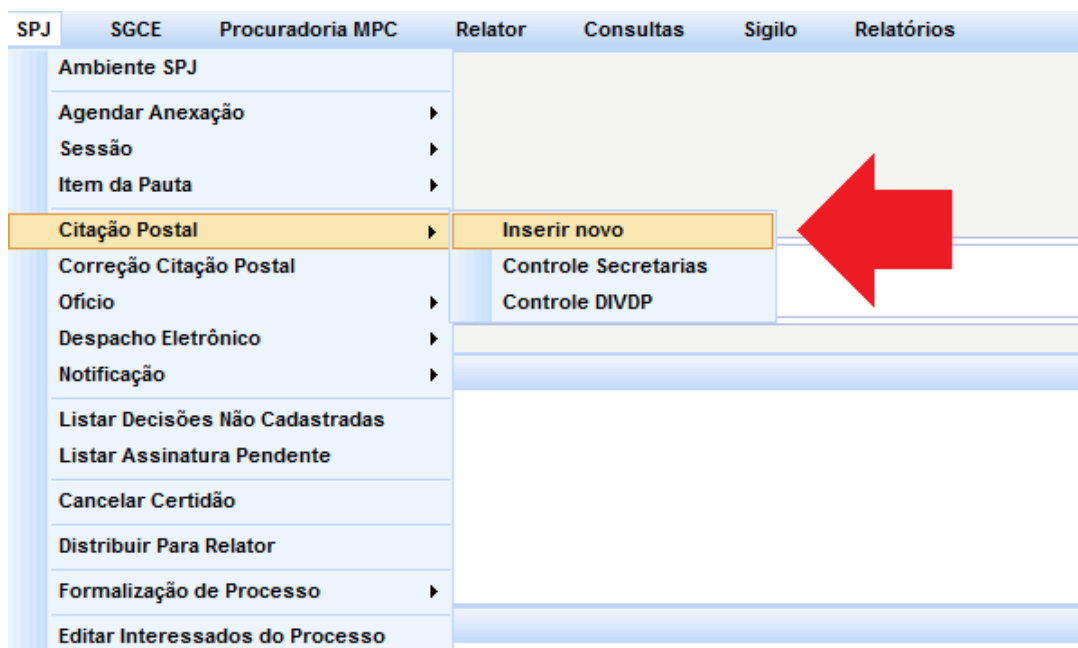 SPJ SGCE Procuradoria MPC Relator Consultas Sigilo Relatórios
Ambiente SPJ
Agendar Anexação
Sessão
Item da Pauta
Citação Postal
Inserir novo
Correção Citação Postal
Controle Secretarias
Ofício
Controle DIVDP
Despacho Eletrônico
Notificação
Listar Decisões Não Cadastradas
Listar Assinatura Pendente
Cancelar Certidão
Distribuir Para Relator
Formalização de Processo
Editar Interessados do Processo